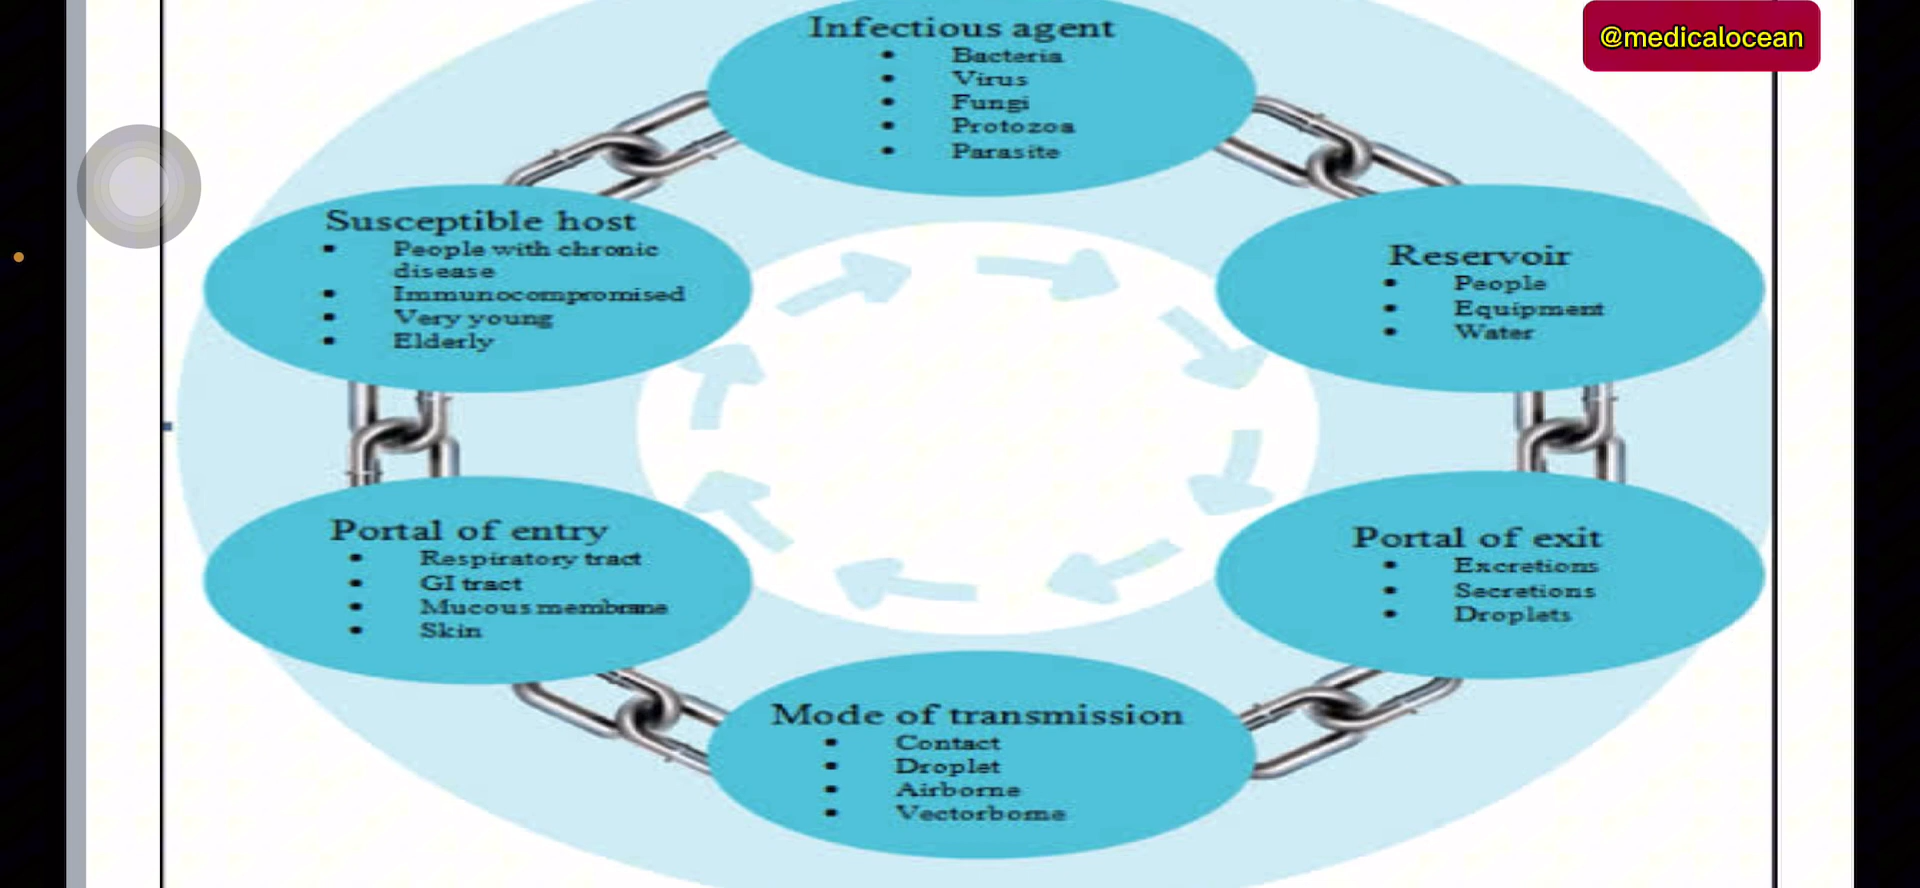 @medicalocean
Infectious agent
Bacteria
Virus
Fungi
Protozoa
Parasite
Reservoir
People
Equipment
Water
Portal of exit
Excretions
Secretions
Droplets
Mode of transmission
Contact
Droplet
Airborne
Vectorborne
Portal of entry
Respiratory tract
GI tract
Mucous membrane
Skin
Susceptible host
People with chronic
disease
Immunocompromised
Very young
Elderly